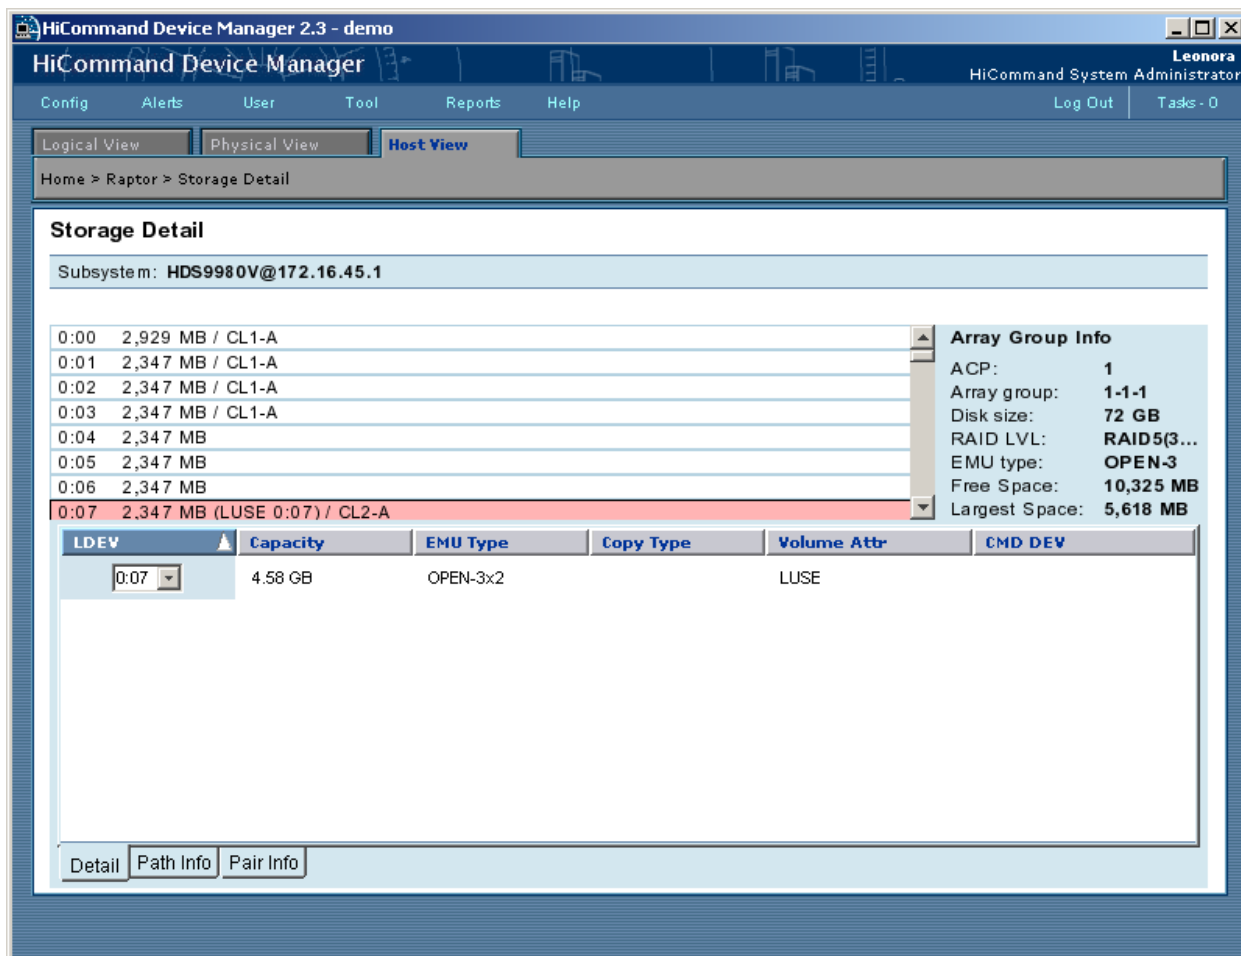 HiCommand Device Manager 2.3 - demo
HiCommand Device Manager
Leonora
HiCommand System Administrator
Config Alerts User Tool Reports Help Log Out Tasks - 0
Logical View Physical View Host View
Home > Raptor > Storage Detail
Storage Detail
Subsystem: HDS9980V@172.16.45.1
0:00 2,929 MB / CL1-A
0:01 2,347 MB / CL1-A
0:02 2,347 MB / CL1-A
0:03 2,347 MB / CL1-A
0:04 2,347 MB
0:05 2,347 MB
0:06 2,347 MB
0:07 2,347 MB (LUSE 0:07) / CL2-A
Array Group Info
ACP: 1
Array group: 1-1-1
Disk size: 72 GB
RAID LVL: RAID5(3...
EMU type: OPEN-3
Free Space: 10,325 MB
Largest Space: 5,618 MB
LDEV Capacity EMU Type Copy Type Volume Attr CMD DEV
0:07 4.58 GB OPEN-3x2 LUSE
Detail Path Info Pair Info